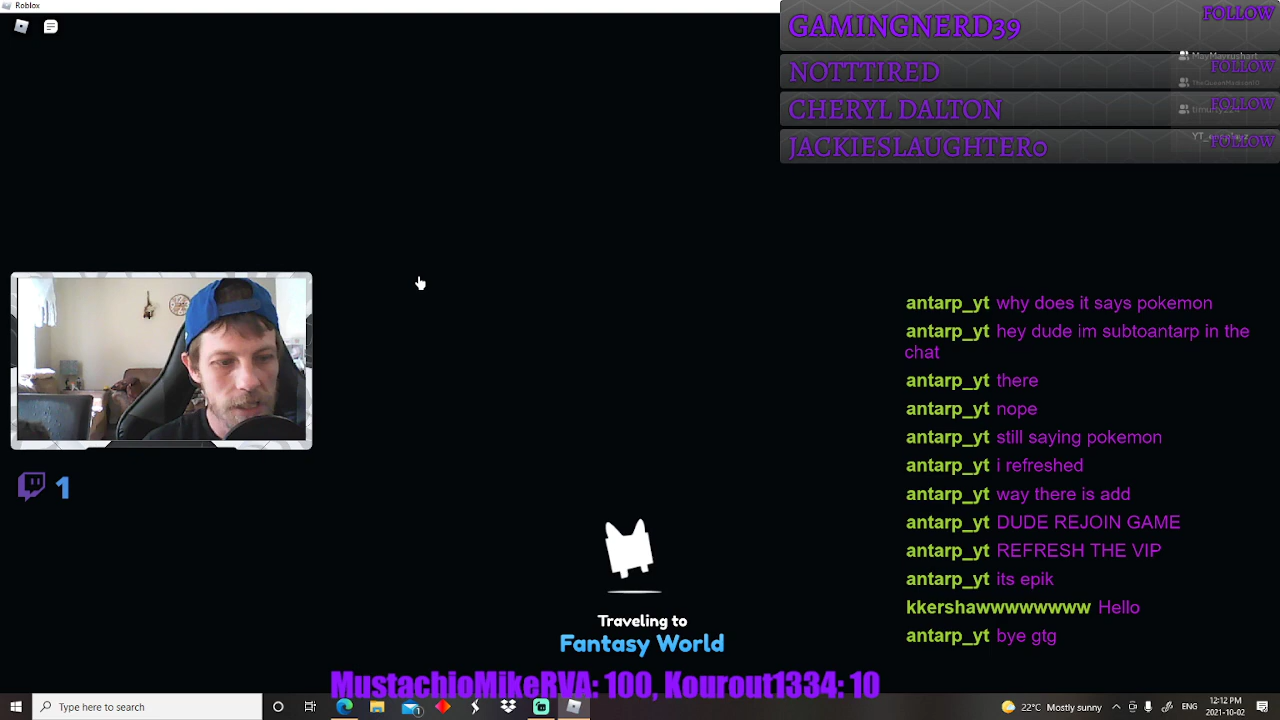 Roblox
GAMINGNERD39
FOLLOW
MayMayrushart
NOTTTIRED
FOLLOW
CHERYL DALTON
FOLLOW
JACKIESLAUGHTER0
FOLLOW
antarp_yt why does it says pokemon
antarp_yt hey dude im subtoantarp in the
chat
antarp_yt there
antarp_yt nope
antarp_yt still saying pokemon
antarp_yt i refreshed
antarp_yt way there is add
antarp_yt DUDE REJOIN GAME
antarp_yt REFRESH THE VIP
antarp_yt its epik
kkershawwwwwwww Hello
antarp_yt bye gtg
1
Traveling to
Fantasy World
MustachioMikeRVA: 100, Kourout1334: 10
Type here to search
1
22°C Mostly sunny
12:12 PM
2021-10-02